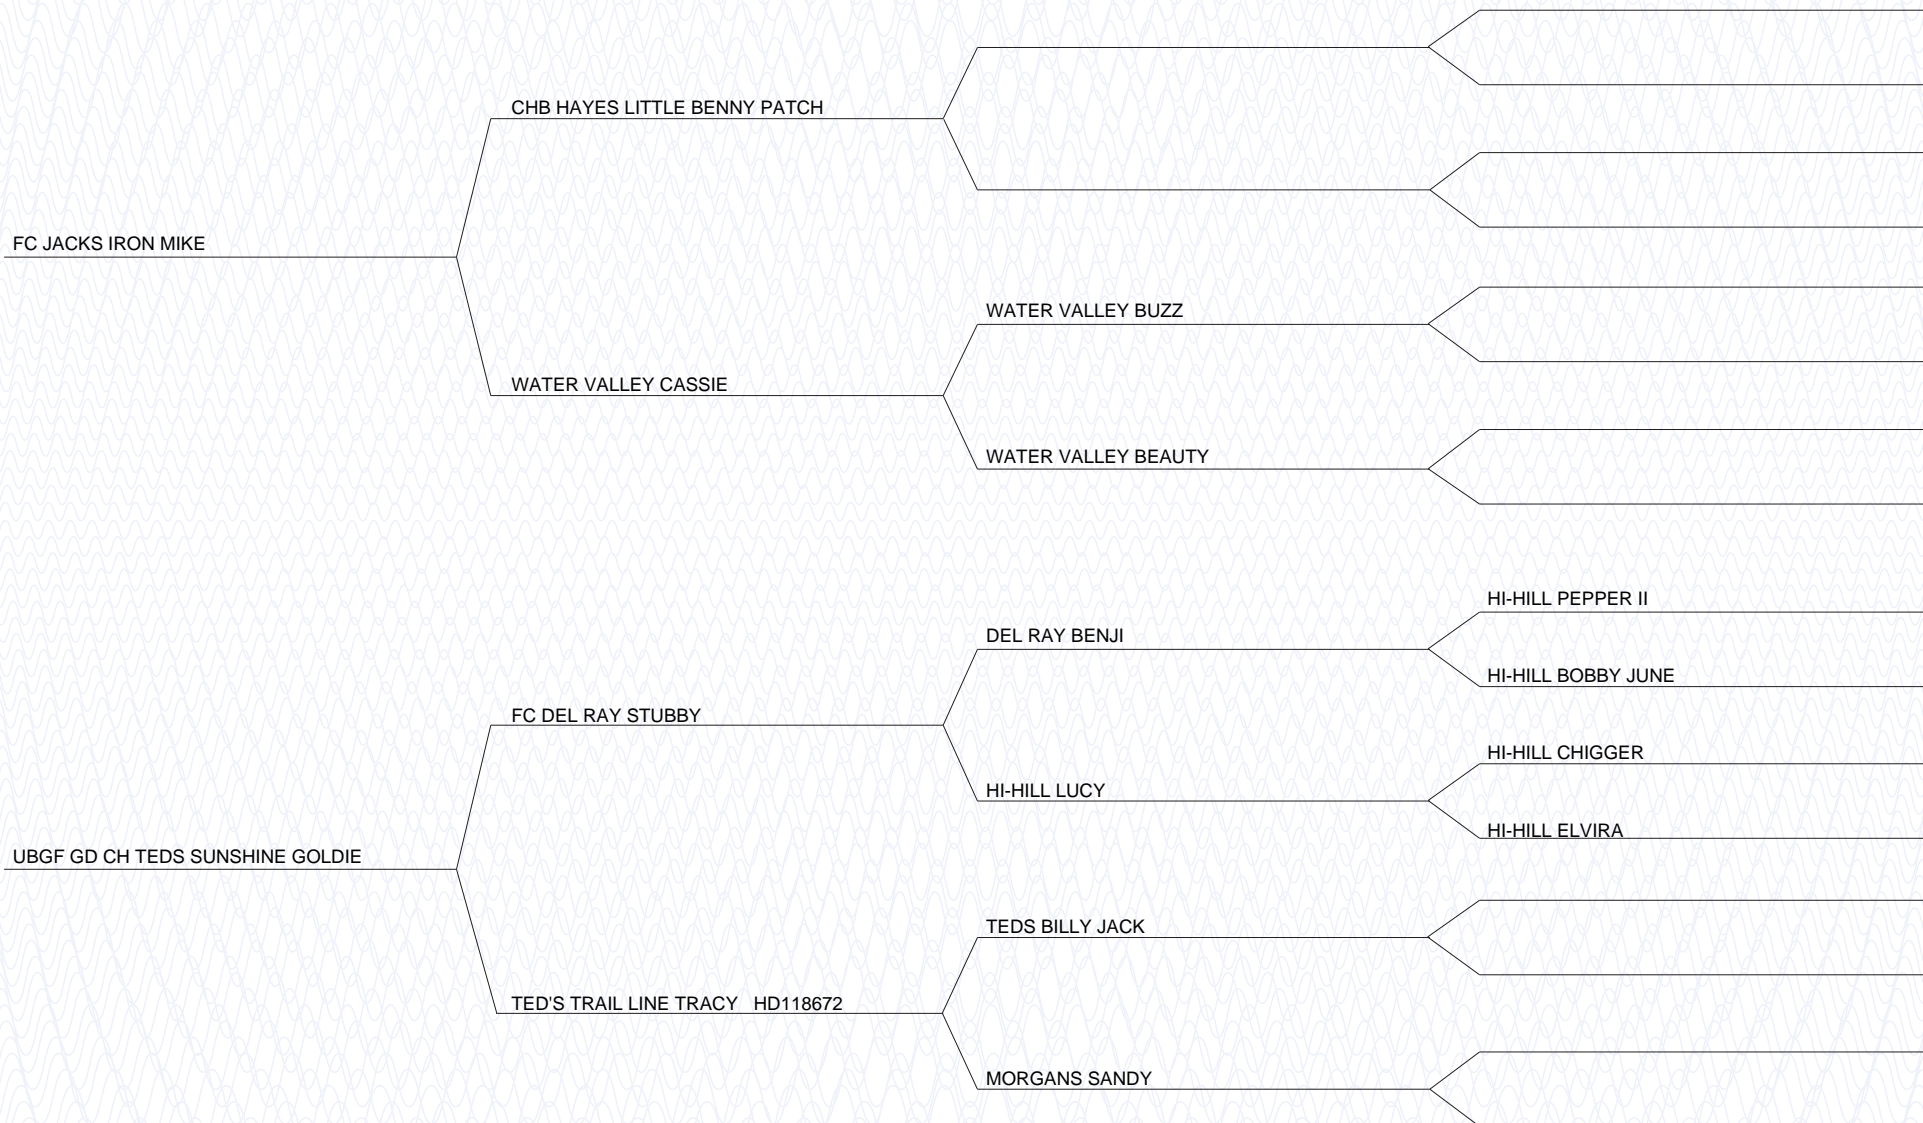 CHB HAYES LITTLE BENNY PATCH
FC JACKS IRON MIKE
WATER VALLEY BUZZ
WATER VALLEY CASSIE
WATER VALLEY BEAUTY
HI-HILL PEPPER II
DEL RAY BENJI
HI-HILL BOBBY JUNE
FC DEL RAY STUBBY
HI-HILL CHIGGER
HI-HILL LUCY
HI-HILL ELVIRA
UBGF GD CH TEDS SUNSHINE GOLDIE
TEDS BILLY JACK
TED'S TRAIL LINE TRACY HD118672
MORGANS SANDY